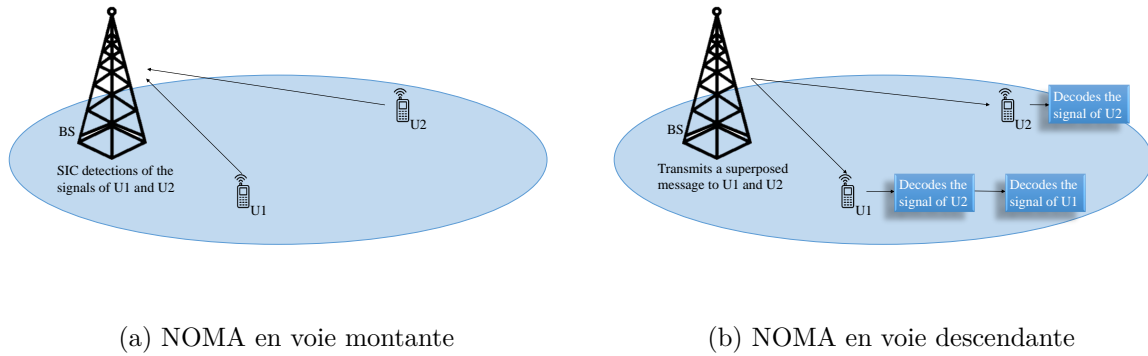 BS
SIC detections of the
signals of U1 and U2
U2
U1
(a) NOMA en voie montante
BS
Transmits a superposed
message to U1 and U2
U2
Decodes the
signal of U2
U1
Decodes the
signal of U2
Decodes the
signal of U1
(b) NOMA en voie descendante